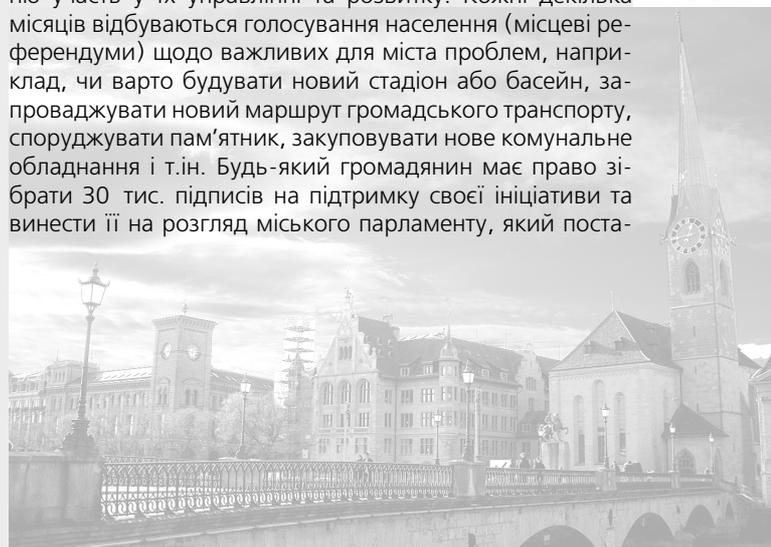 участь у їх управлінні та розвитку. Кожні декілька
місяців відбуваються голосування населення (місцеві ре-
ферендуми) щодо важливих для міста проблем, напри-
клад, чи варто будувати новий стадіон або басейн, за-
проваджувати новий маршрут громадського транспорту,
споруджувати пам’ятник, закуповувати нове комунальне
обладнання і т.ін. Будь-який громадянин має право зі-
брати 30 тис. підписів на підтримку своєї ініціативи та
винести її на розгляд міського парламенту, який поста-